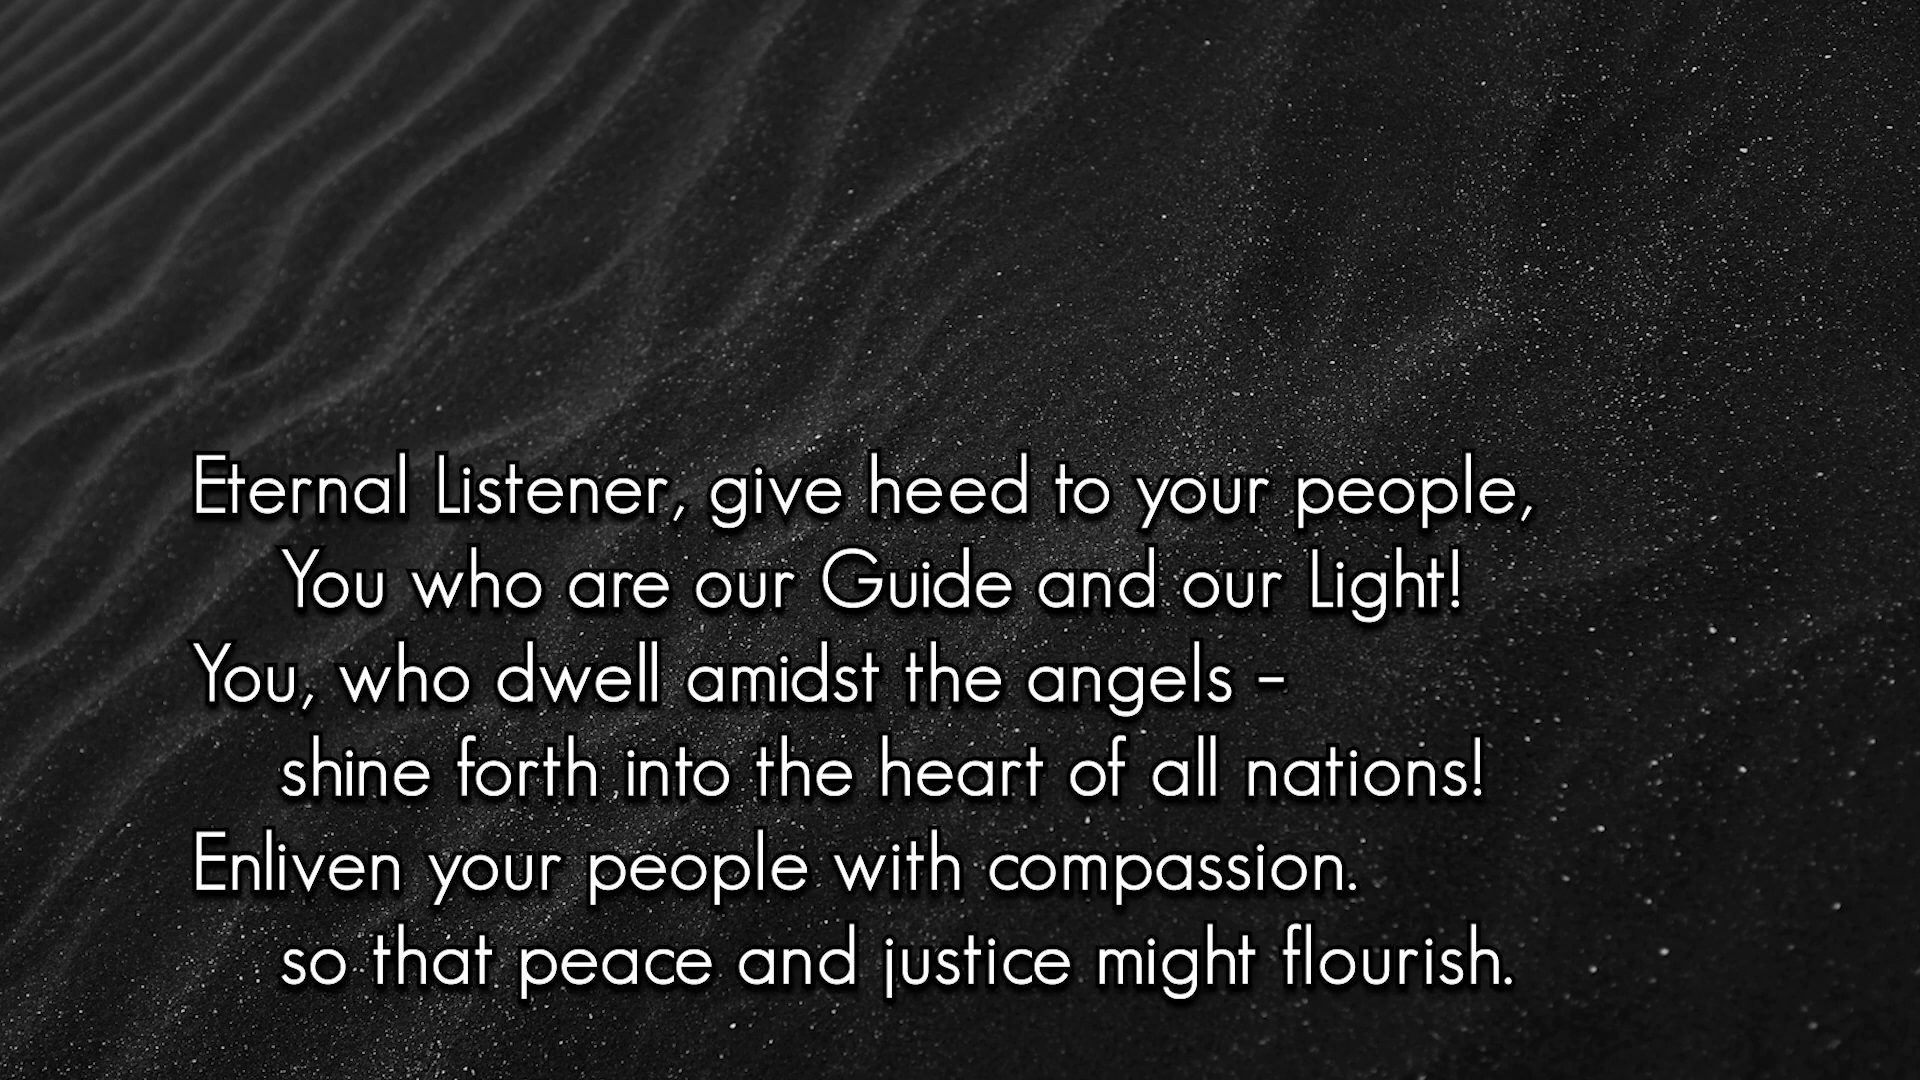 Eternal Listener, give heed to your people,
You who are our Guide and our Light!
You, who dwell amidst the angels –
shine forth into the heart of all nations!
Enliven your people with compassion.
so that peace and justice might flourish.